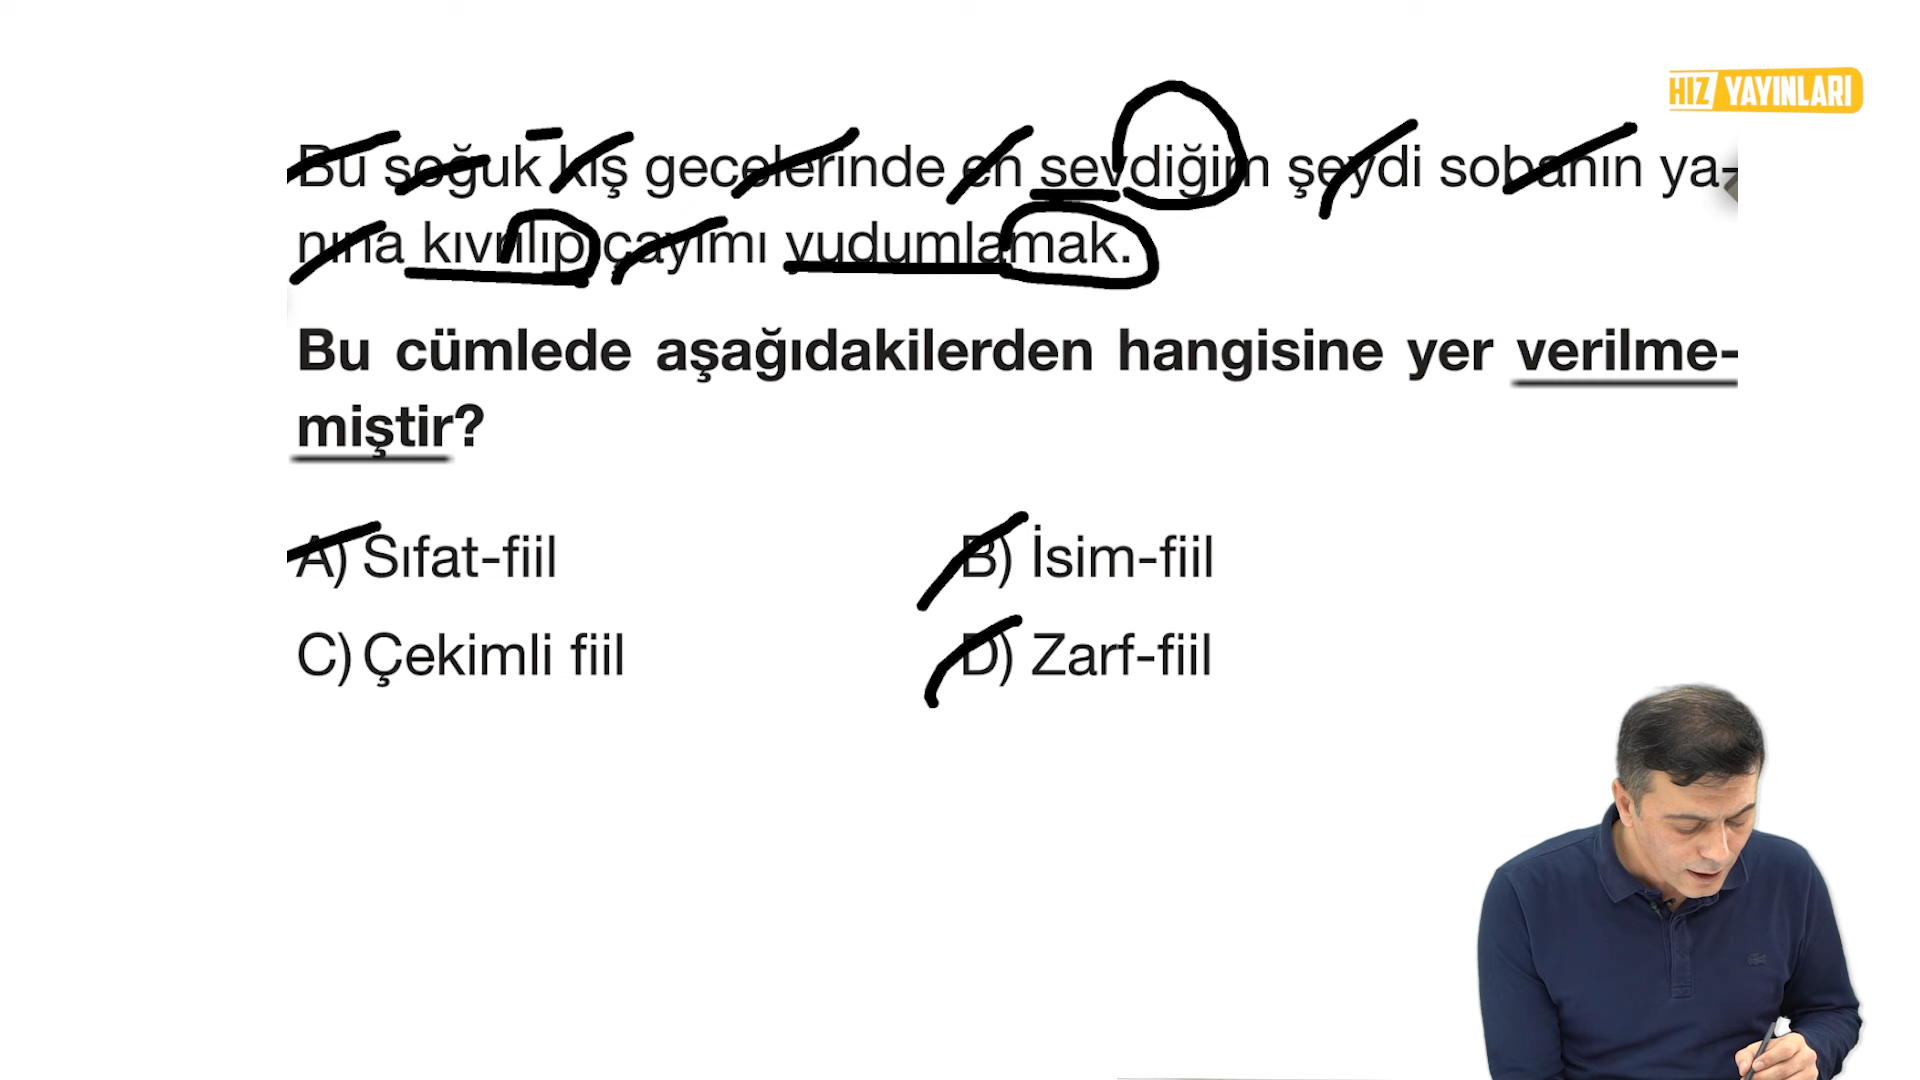 HIZ YAYINLARI
Bu soğuk kış gecelerinde en sevdiğim şeydi sobanın ya-
nına kıvrılıp çayımı yudumlamak.
Bu cümlede aşağıdakilerden hangisine yer verilme-
miştir?
A) Sıfat-fiil
B) İsim-fiil
C) Çekimli fiil
D) Zarf-fiil